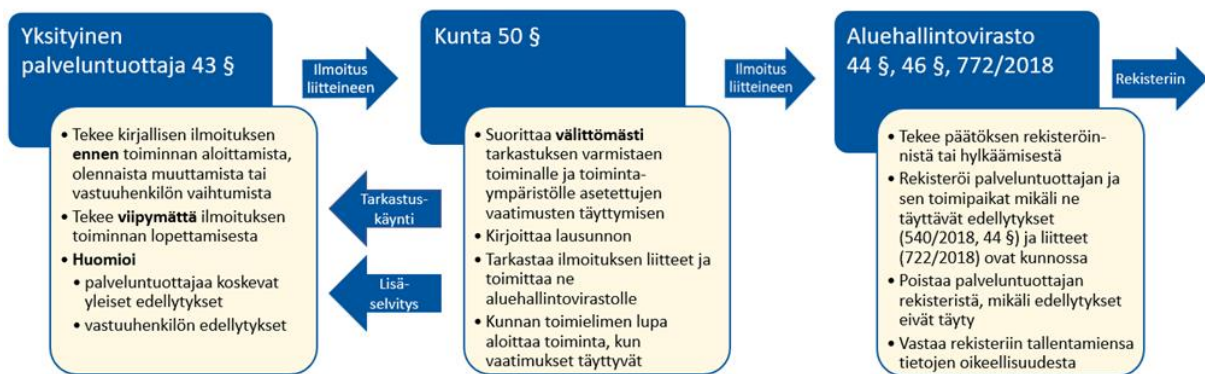 Yksityinen
palveluntuottaja 43 §
Ilmoitus
liitteineen
Kunta 50 §
Ilmoitus
liitteineen
Aluehallintovirasto
44 §, 46 §, 772/2018
Rekisteriin
• Tekee kirjallisen ilmoituksen
ennen toiminnan aloittamista,
olennaista muuttamista tai
vastuuhenkilön vaihtumista
• Tekee viipymättä ilmoituksen
toiminnan lopettamisesta
• Huomioi
• palveluntuottajaa koskevat
yleiset edellytykset
• vastuuhenkilön edellytykset
Tarkastus-
käynti
Lisä-
selvitys
• Suorittaa välittömästi
tarkastuksen varmistaen
toiminalle ja toiminta-
ympäristölle asetettujen
vaatimusten täyttymisen
• Kirjoittaa lausunnon
• Tarkastaa ilmoituksen liitteet ja
toimittaa ne
aluehallintovirastolle
• Kunnan toimielimen lupa
aloittaa toiminta, kun
vaatimukset täyttyvät
• Tekee päätöksen rekisteröin-
nistä tai hylkäämisestä
• Rekisteröi palveluntuottajan ja
sen toimipaikat mikäli ne
täyttävät edellytykset
(540/2018, 44 §) ja liitteet
(722/2018) ovat kunnossa
• Poistaa palveluntuottajan
rekisteristä, mikäli edellytykset
eivät täyty
• Vastaa rekisteriin tallentamiensa
tietojen oikeellisuudesta